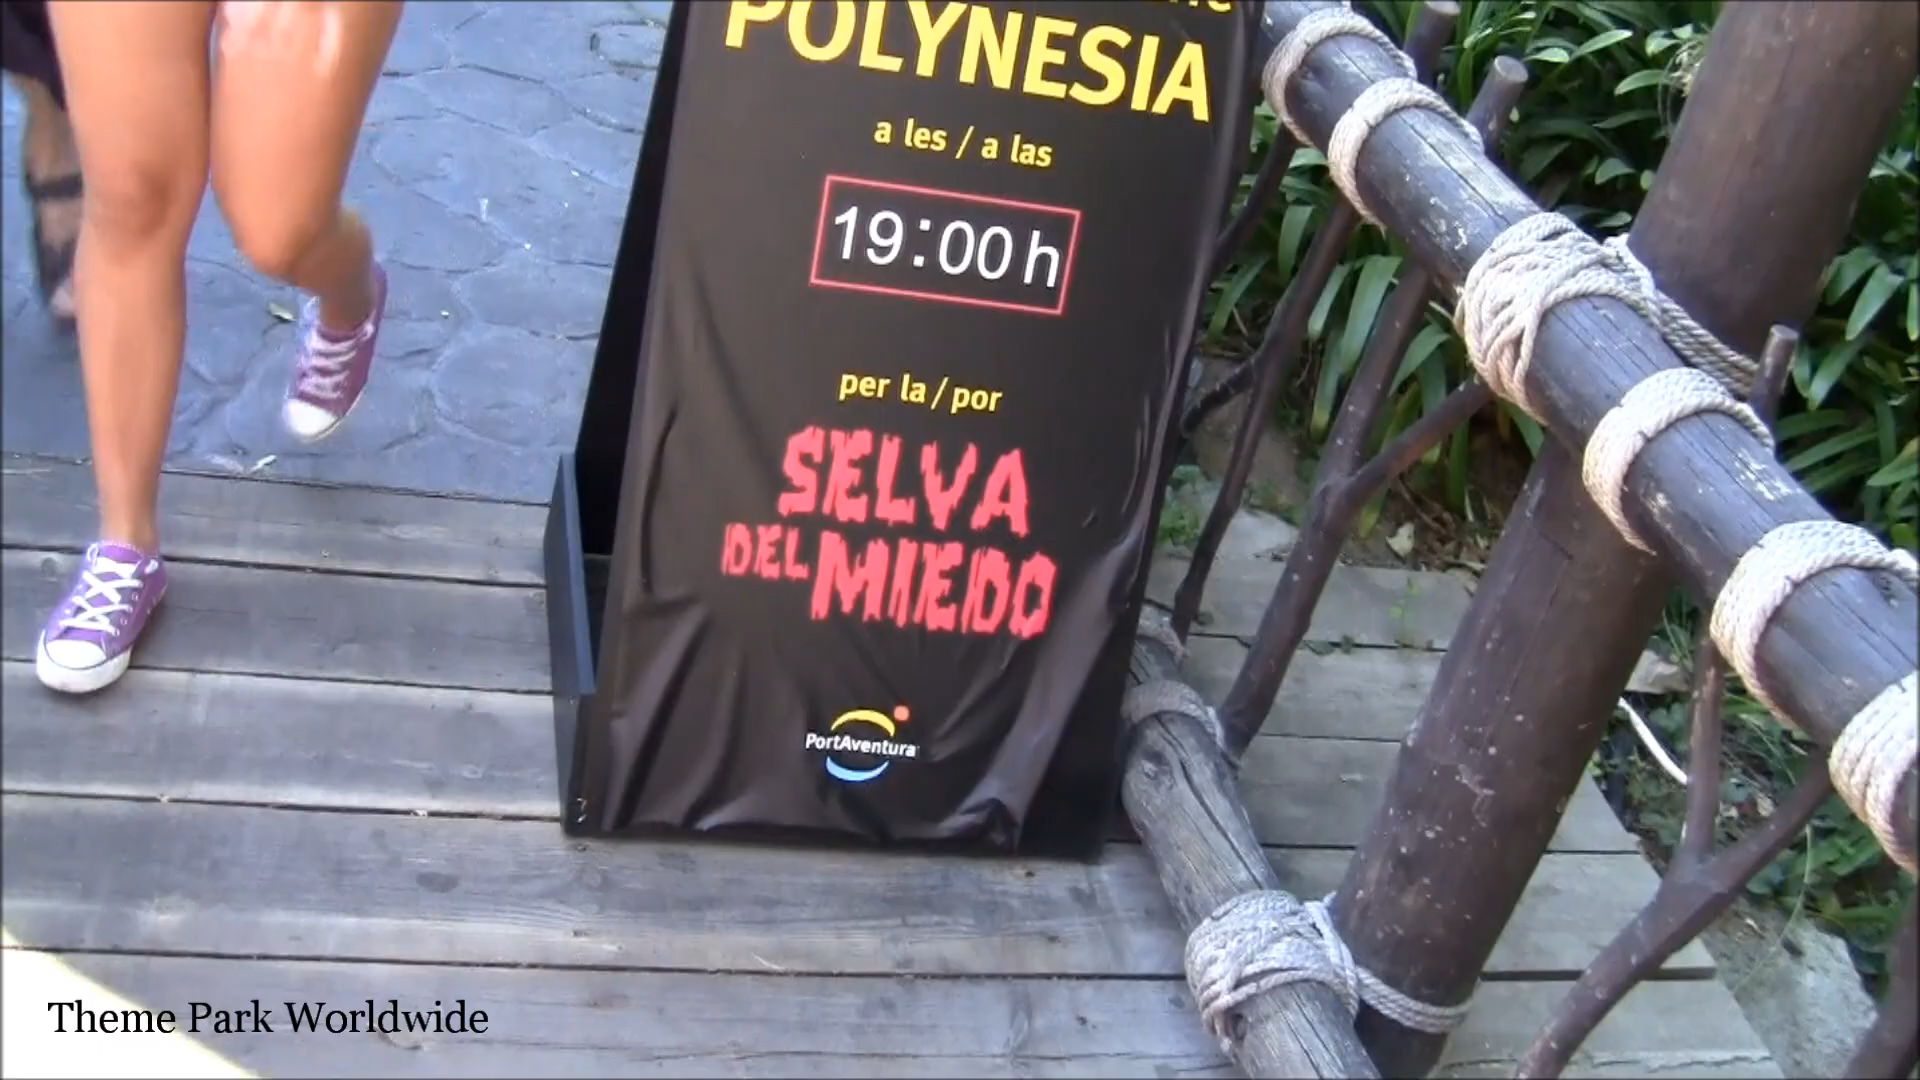 POLYNESIA
a les / a las
19:00 h
per la / por
SELVA
DEL MIEDO
PortAventura
Theme Park Worldwide